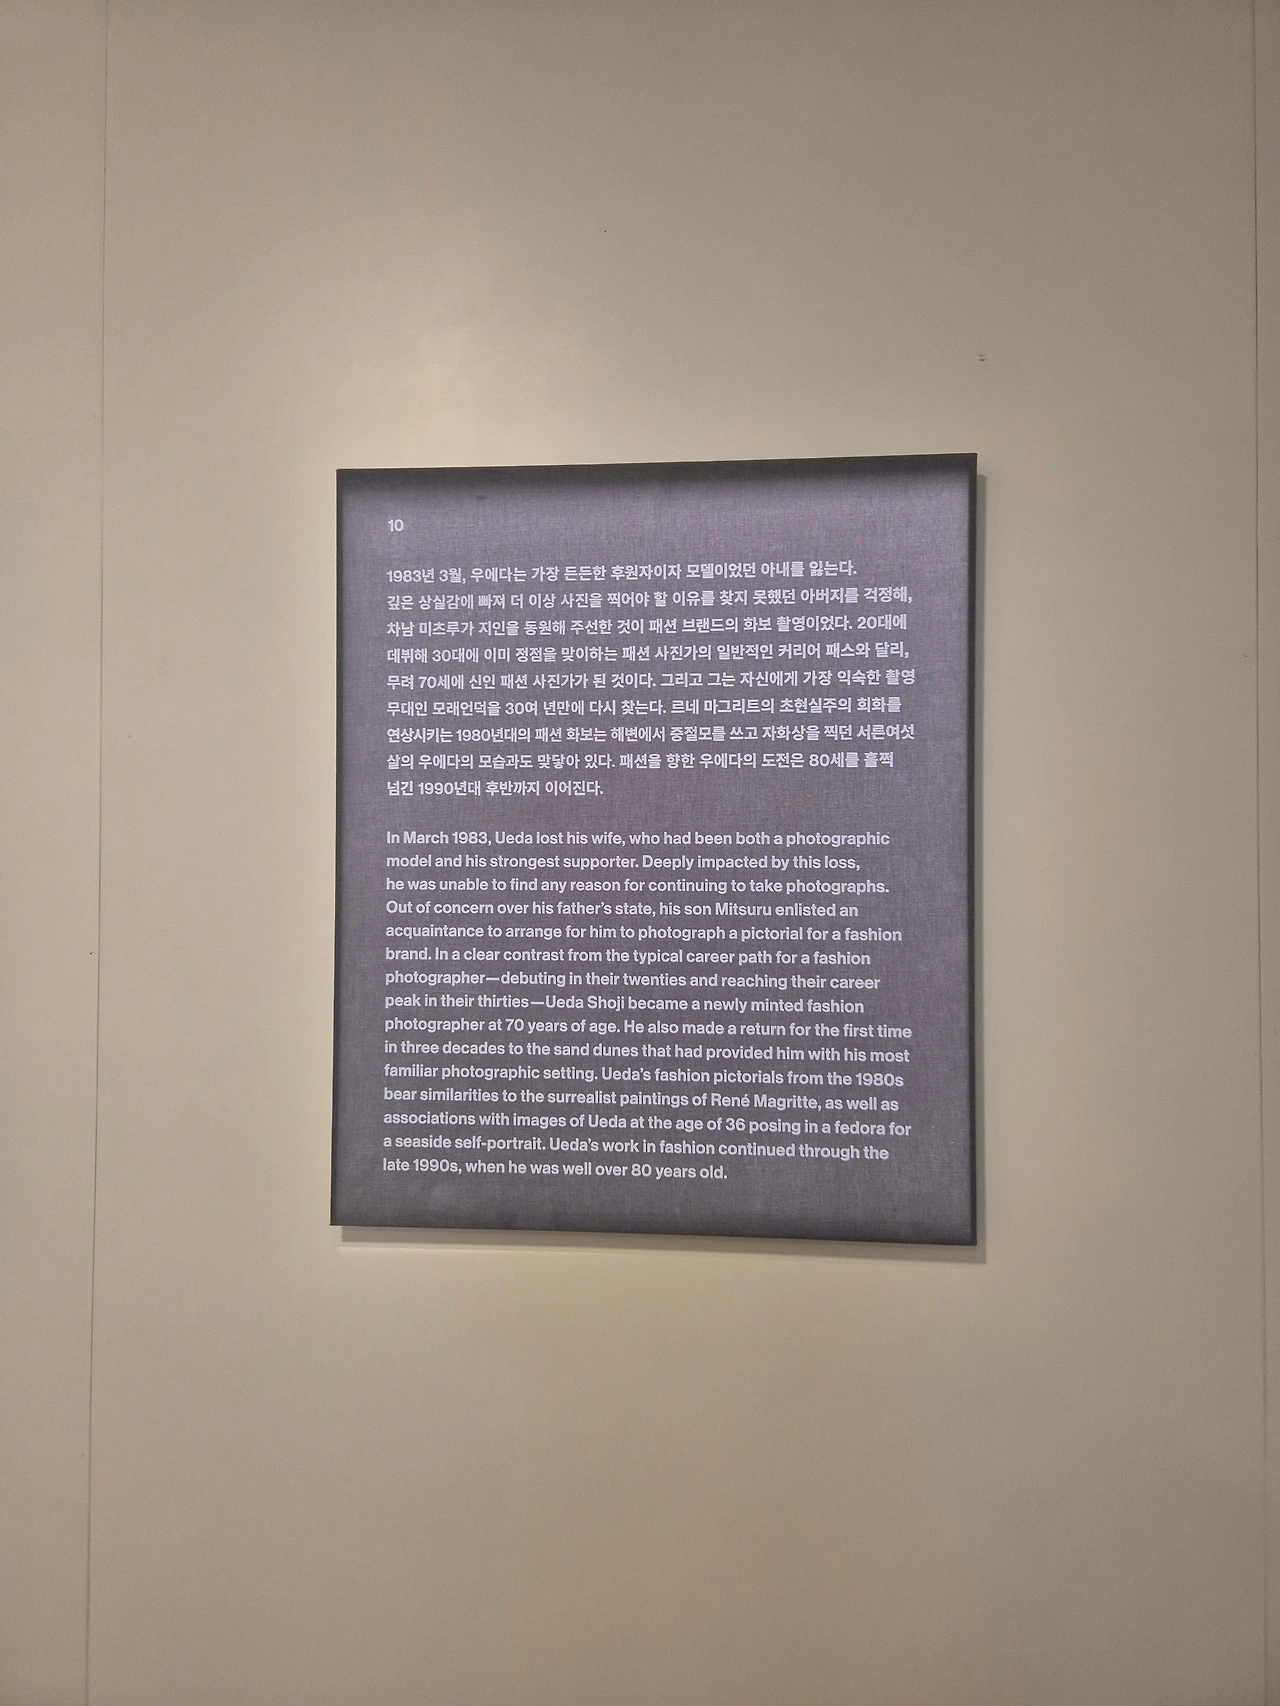 10
1983년 3월, 우에다는 가장 든든한 후원자이자 모델이었던 아내를 잃는다.
깊은 상실감에 빠져 더 이상 사진을 찍어야 할 이유를 찾지 못했던 아버지를 걱정해,
차남 미츠루가 지인을 동원해 주선한 것이 패션 브랜드의 화보 촬영이었다. 20대에
데뷔해 30대에 이미 정점을 맞이하는 패션 사진가의 일반적인 커리어 패스와 달리,
무려 70세에 신인 패션 사진가가 된 것이다. 그리고 그는 자신에게 가장 익숙한 촬영
무대인 모래언덕을 30여 년만에 다시 찾는다. 르네 마그리트의 초현실주의 회화를
연상시키는 1980년대의 패션 화보는 해변에서 중절모를 쓰고 자화상을 찍던 서른여섯
살의 우에다의 모습과도 맞닿아 있다. 패션을 향한 우에다의 도전은 80세를 훌쩍
넘긴 1990년대 후반까지 이어진다.
In March 1983, Ueda lost his wife, who had been both a photographic
model and his strongest supporter. Deeply impacted by this loss,
he was unable to find any reason for continuing to take photographs.
Out of concern over his father's state, his son Mitsuru enlisted an
acquaintance to arrange for him to photograph a pictorial for a fashion
brand. In a clear contrast from the typical career path for a fashion
photographer—debuting in their twenties and reaching their career
peak in their thirties—Ueda Shoji became a newly minted fashion
photographer at 70 years of age. He also made a return for the first time
in three decades to the sand dunes that had provided him with his most
familiar photographic setting. Ueda's fashion pictorials from the 1980s
bear similarities to the surrealist paintings of René Magritte, as well as
associations with images of Ueda at the age of 36 posing in a fedora for
a seaside self-portrait. Ueda's work in fashion continued through the
late 1990s, when he was well over 80 years old.